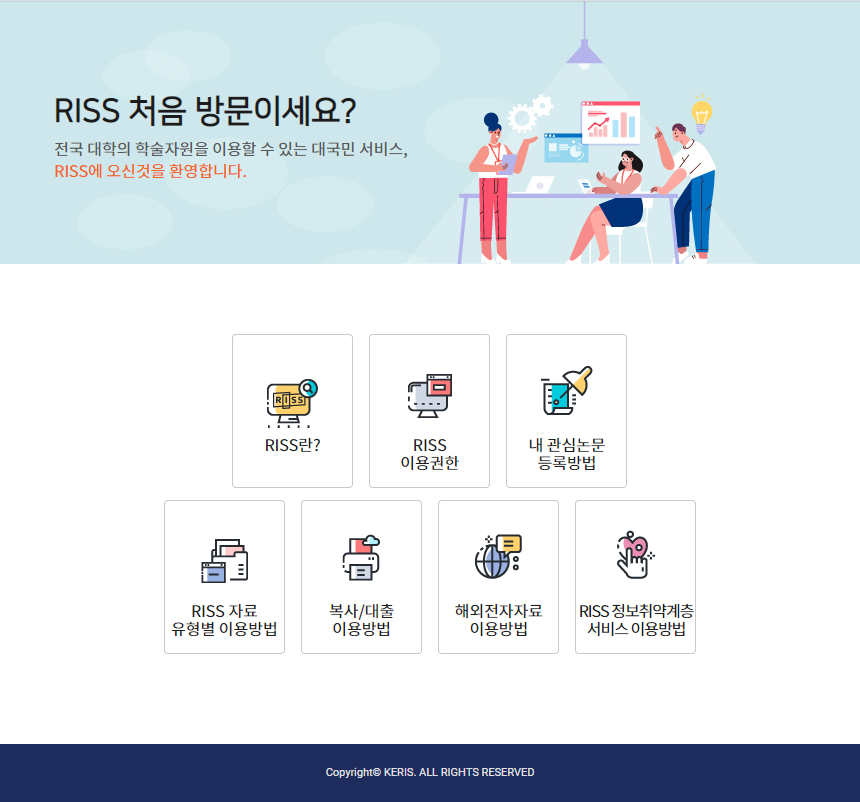 RISS 처음 방문이세요?
전국 대학의 학술자원을 이용할 수 있는 대국민 서비스,
RISS에 오신것을 환영합니다.
RISS
RISS란?
RISS
이용권한
내 관심논문
등록방법
RISS 자료
유형별 이용방법
복사/대출
이용방법
해외전자자료
이용방법
RISS 정보취약계층
서비스 이용방법
Copyright© KERIS. ALL RIGHTS RESERVED